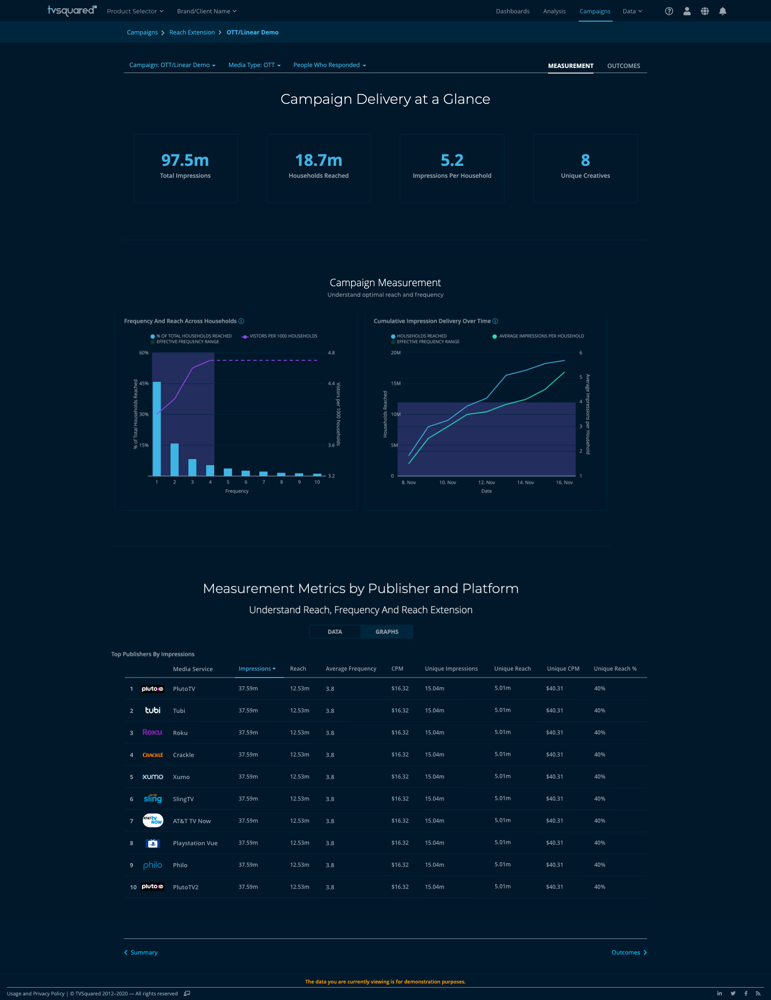 tvsquared Product Selector Brand/Client Name Dashboards Analysis Campaigns Data
Campaigns Reach Extension OTT/Linear Demo
Campaign: OTT/Linear Demo Media Type: OTT People Who Responded MEASUREMENT OUTCOMES
Campaign Delivery at a Glance
97.5m 18.7m 5.2 8
Total Impressions Households Reached Impressions Per Household Unique Creatives
Campaign Measurement
Understand optimal reach and frequency
Frequency And Reach Across Households
% OF TOTAL HOUSEHOLDS REACHED VISTORS PER 1000 HOUSEHOLDS
EFFECTIVE FREQUENCY RANGE
60% 4.8
45% 4.4
30%
15% 3.6
3.2
% of Total Households Reached
Vistors per 1000 households
1 2 3 4 5 6 7 8 9 10
Frequency
Cumulative Impression Delivery Over Time
HOUSEHOLDS REACHED AVERAGE IMPRESSIONS PER HOUSEHOLD
EFFECTIVE FREQUENCY RANGE
20M 6
5
15M
4
10M
3
5M
2
0 1
Households Reached
Average Impressions per Household
8. Nov 10. Nov 12. Nov 14. Nov 16. Nov
Date
Measurement Metrics by Publisher and Platform
Understand Reach, Frequency And Reach Extension
DATA GRAPHS
Top Publishers By Impressions
Media Service Impressions Reach Average Frequency CPM Unique Impressions Unique Reach Unique CPM Unique Reach %
1 pluto tv PlutoTV 37.59m 12.53m 3.8 $16.32 15.04m 5.01m $40.31 40%
2 tubi Tubi 37.59m 12.53m 3.8 $16.32 15.04m 5.01m $40.31 40%
3 Roku Roku 37.59m 12.53m 3.8 $16.32 15.04m 5.01m $40.31 40%
4 CRACKLE Crackle 37.59m 12.53m 3.8 $16.32 15.04m 5.01m $40.31 40%
5 XUMO Xumo 37.59m 12.53m 3.8 $16.32 15.04m 5.01m $40.31 40%
6 sling SlingTV 37.59m 12.53m 3.8 $16.32 15.04m 5.01m $40.31 40%
7 AT&T tv NOW AT&T TV Now 37.59m 12.53m 3.8 $16.32 15.04m 5.01m $40.31 40%
8 Playstation Vue 37.59m 12.53m 3.8 $16.32 15.04m 5.01m $40.31 40%
9 philo Philo 37.59m 12.53m 3.8 $16.32 15.04m 5.01m $40.31 40%
10 pluto tv PlutoTV2 37.59m 12.53m 3.8 $16.32 15.04m 5.01m $40.31 40%
Summary Outcomes
The data you are currently viewing is for demonstration purposes.
Usage and Privacy Policy | © TVSquared 2012–2020 — All rights reserved